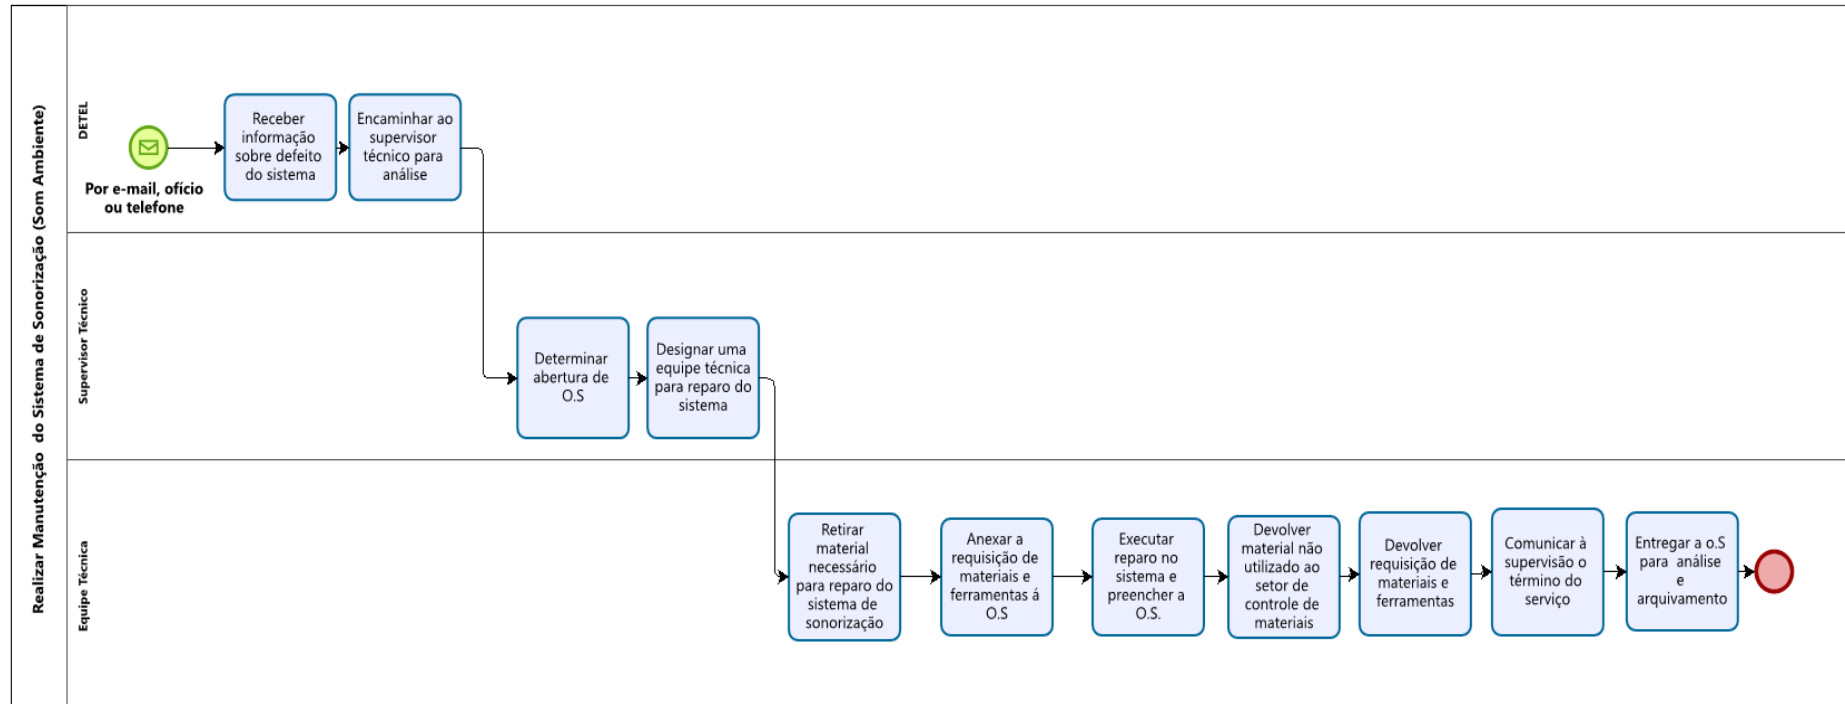 Realizar Manutenção do Sistema de Sonorização (Som Ambiente)
DETEL
Por e-mail, ofício
ou telefone
Receber
informação
sobre defeito
do sistema
Encaminhar ao
supervisor
técnico para
análise
Supervisor Técnico
Determinar
abertura de
O.S
Designar uma
equipe técnica
para reparo do
sistema
Equipe Técnica
Retirar
material
necessário
para reparo do
sistema de
sonorização
Anexar a
requisição de
materiais e
ferramentas á
O.S
Executar
reparo no
sistema e
preencher a
O.S.
Devolver
material não
utilizado ao
setor de
controle de
materiais
Devolver
requisição de
materiais e
ferramentas
Comunicar à
supervisão o
término do
serviço
Entregar a o.S
para análise
e
arquivamento